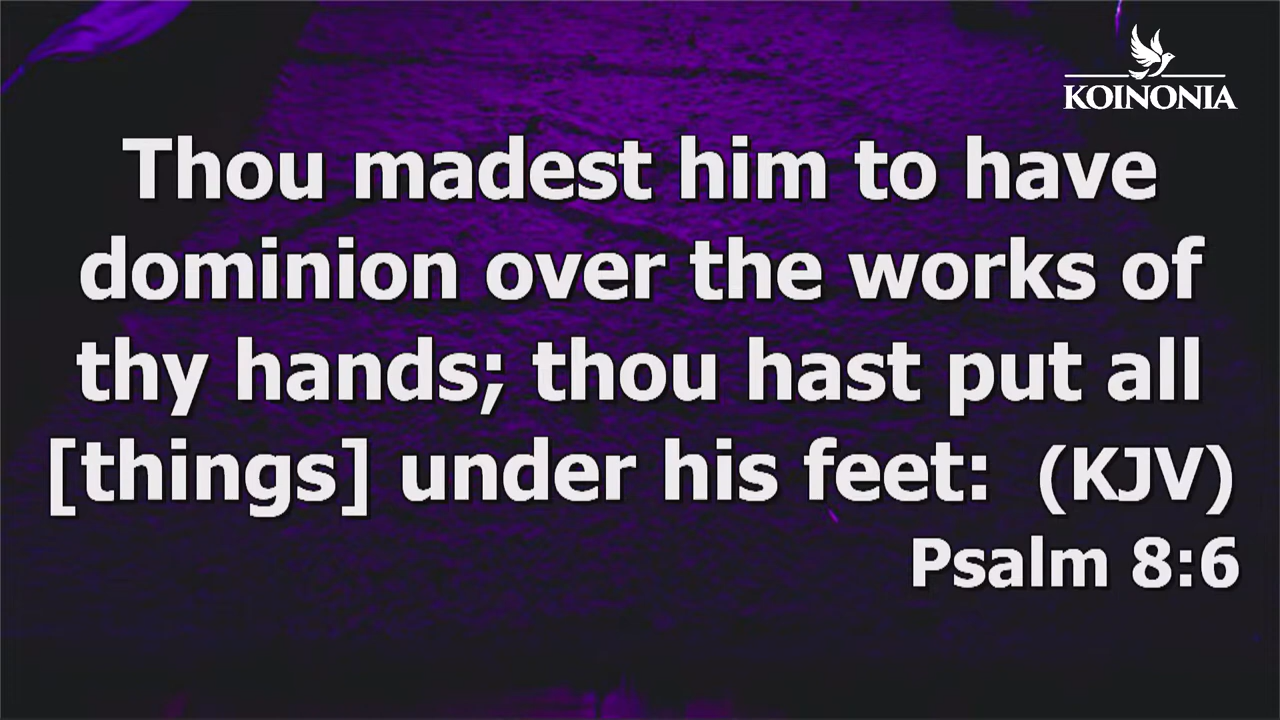 KOINONIA
Thou madest him to have
dominion over the works of
thy hands; thou hast put all
[things] under his feet: (KJV)
Psalm 8:6